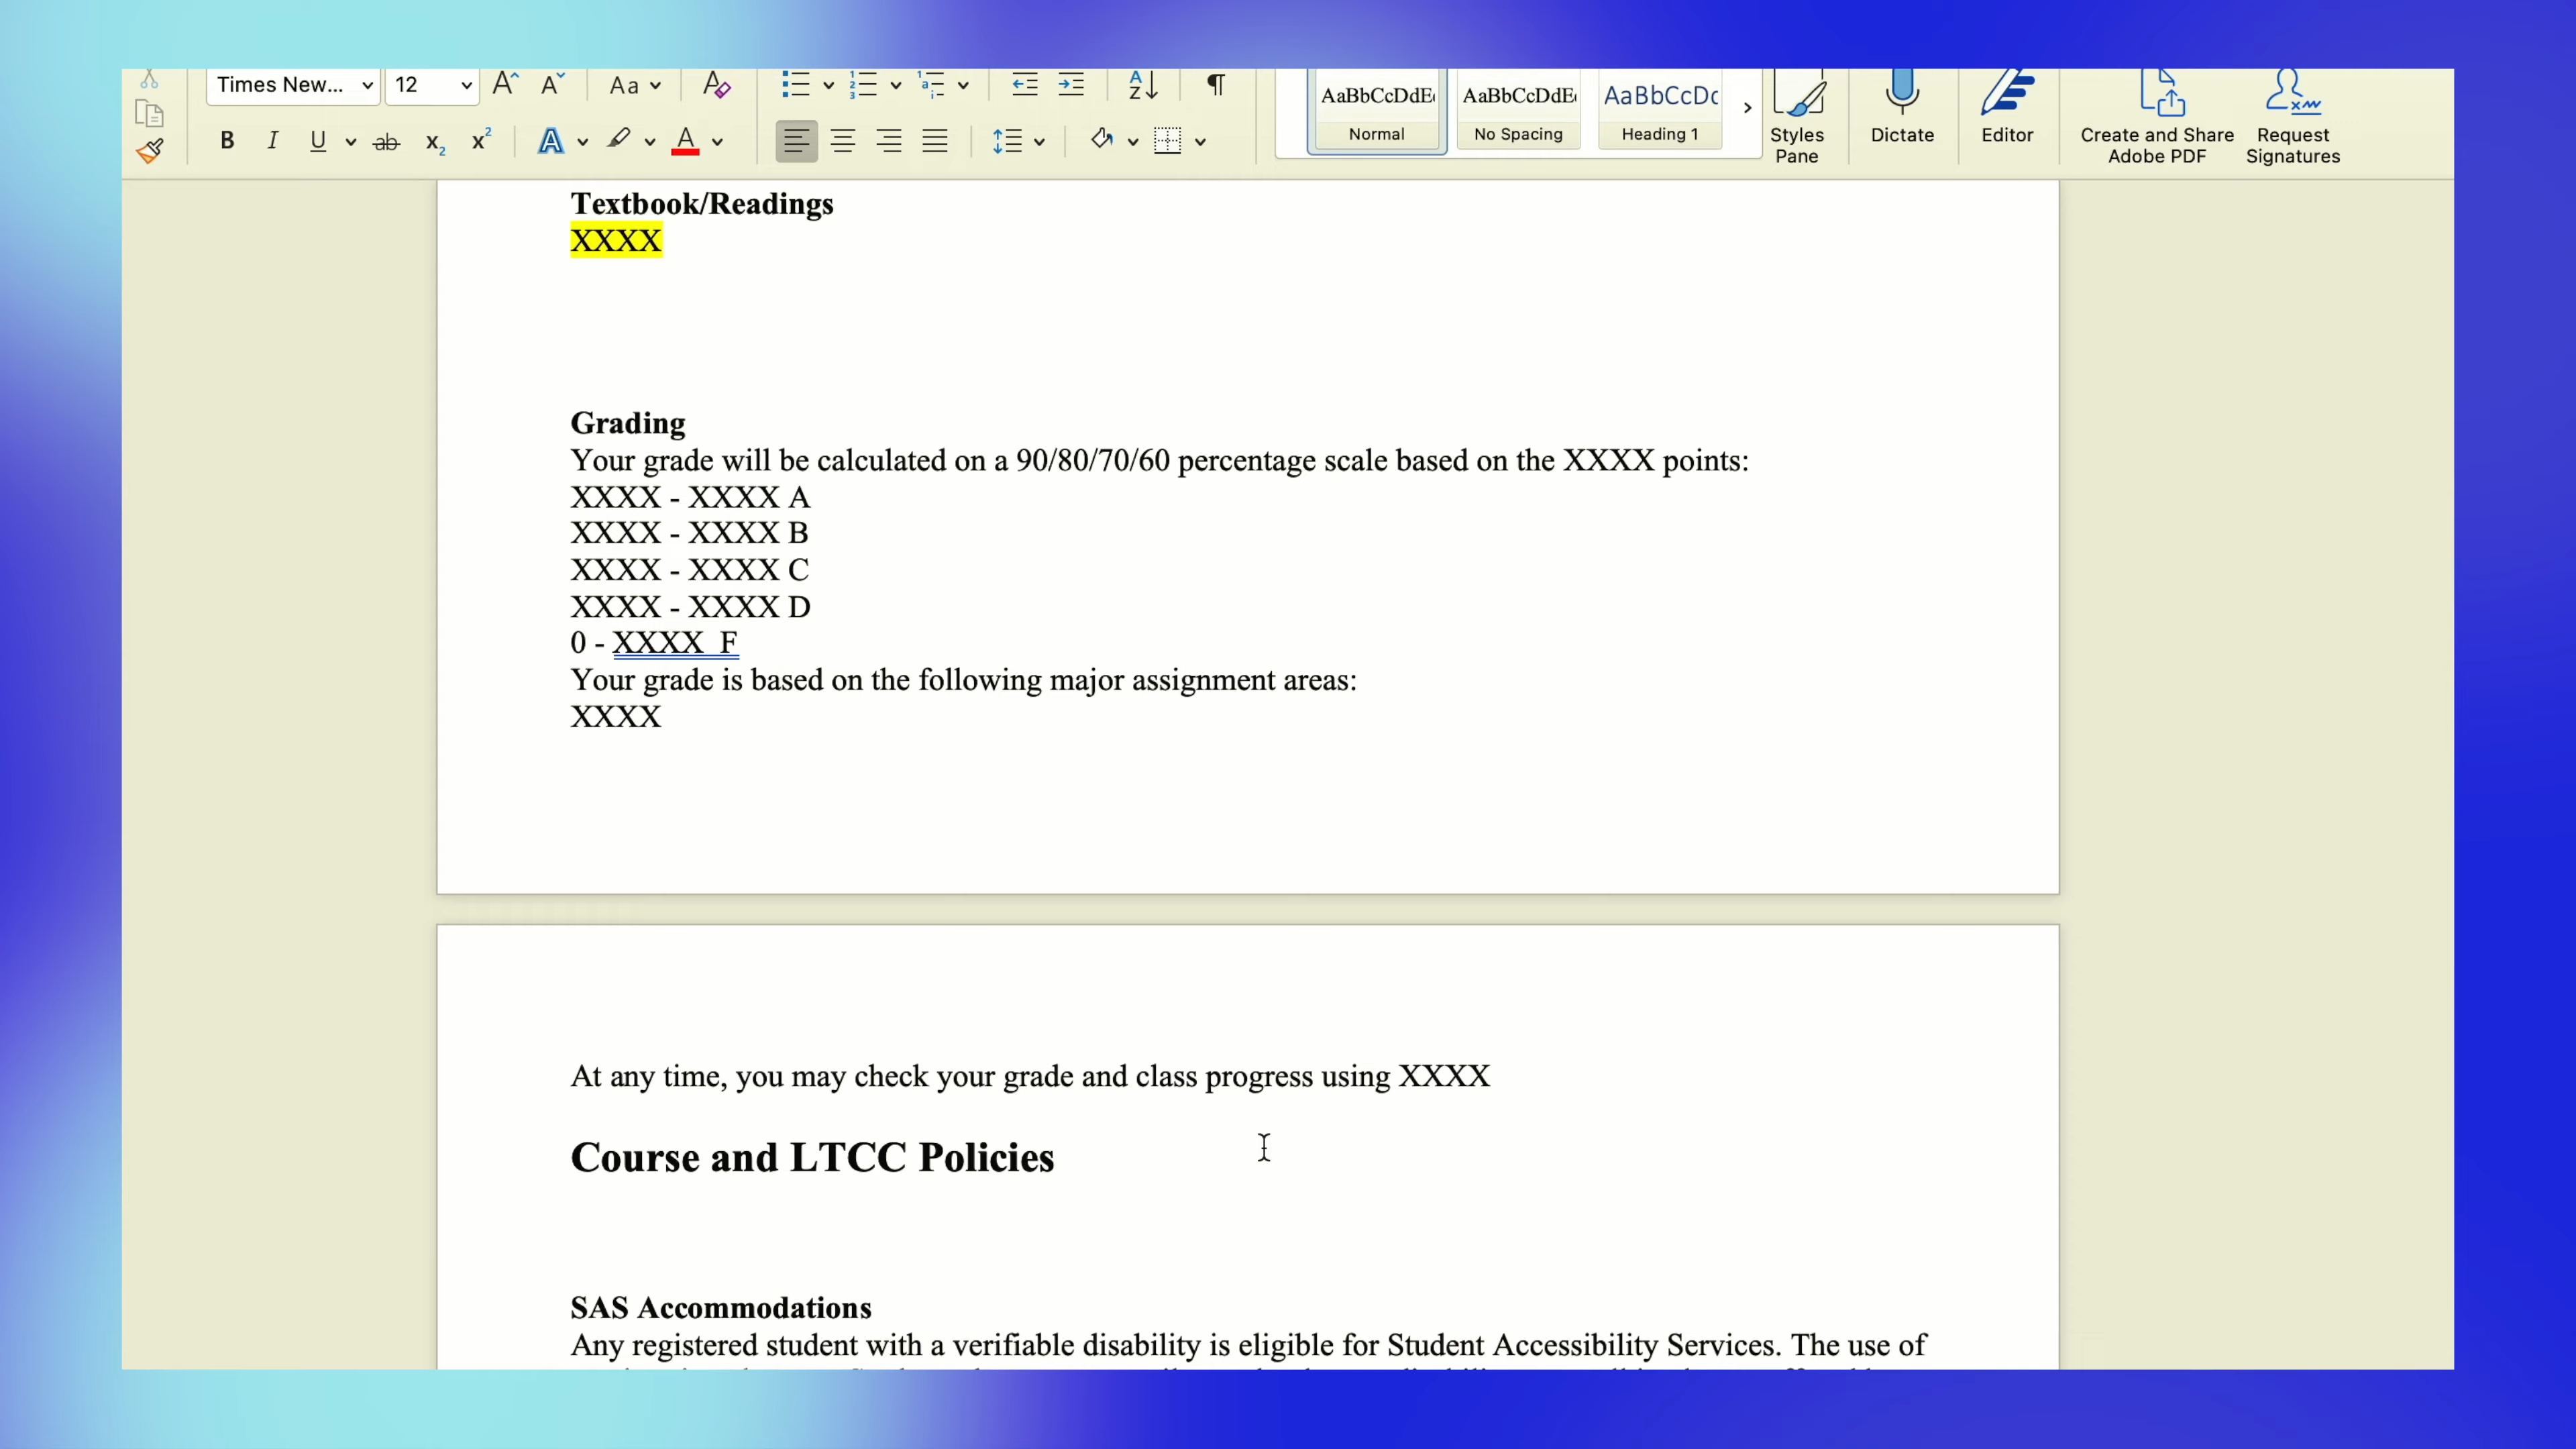 Times New... 12 Aa
AaBbCcDdE AaBbCcDdE AaBbCcDc
Normal No Spacing Heading 1
Styles Pane Dictate Editor Create and Share Adobe PDF Request Signatures
Textbook/Readings
XXXX
Grading
Your grade will be calculated on a 90/80/70/60 percentage scale based on the XXXX points:
XXXX - XXXX A
XXXX - XXXX B
XXXX - XXXX C
XXXX - XXXX D
0 - XXXX F
Your grade is based on the following major assignment areas:
XXXX
At any time, you may check your grade and class progress using XXXX
Course and LTCC Policies
SAS Accommodations
Any registered student with a verifiable disability is eligible for Student Accessibility Services. The use of